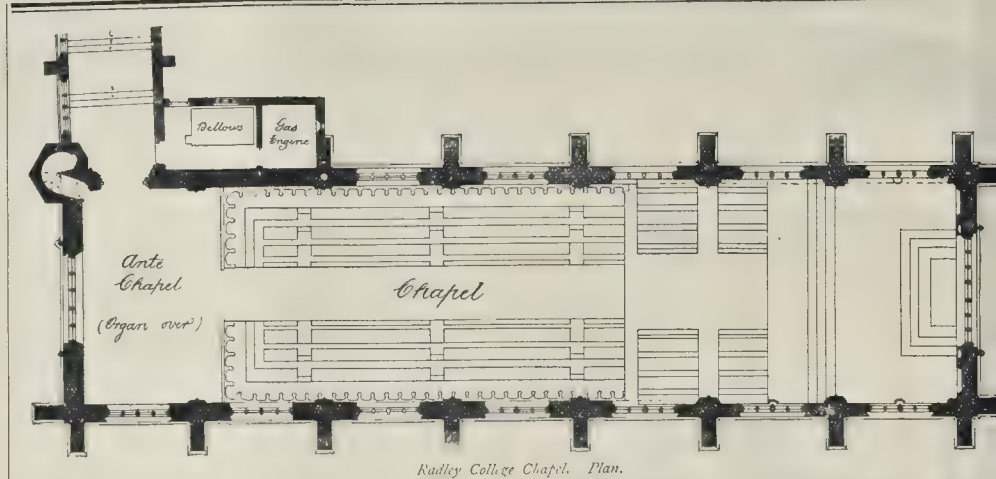 Bellows
Gas
Engine
Ante
Chapel
(Organ over)
Chapel
Radley College Chapel. Plan.